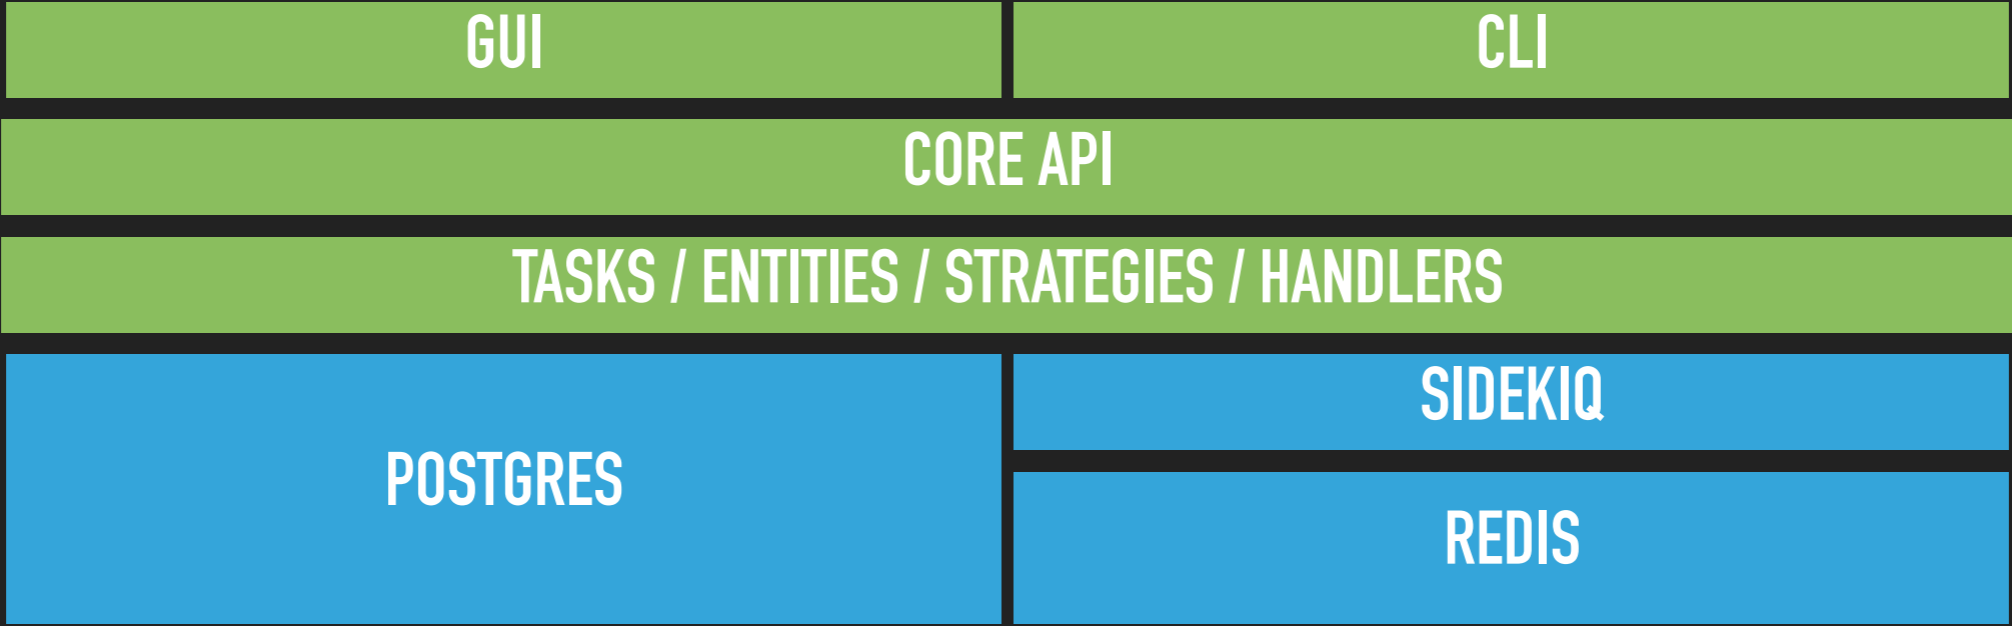 GUI
CLI
CORE API
TASKS / ENTITIES / STRATEGIES / HANDLERS
POSTGRES
SIDEKIQ
REDIS